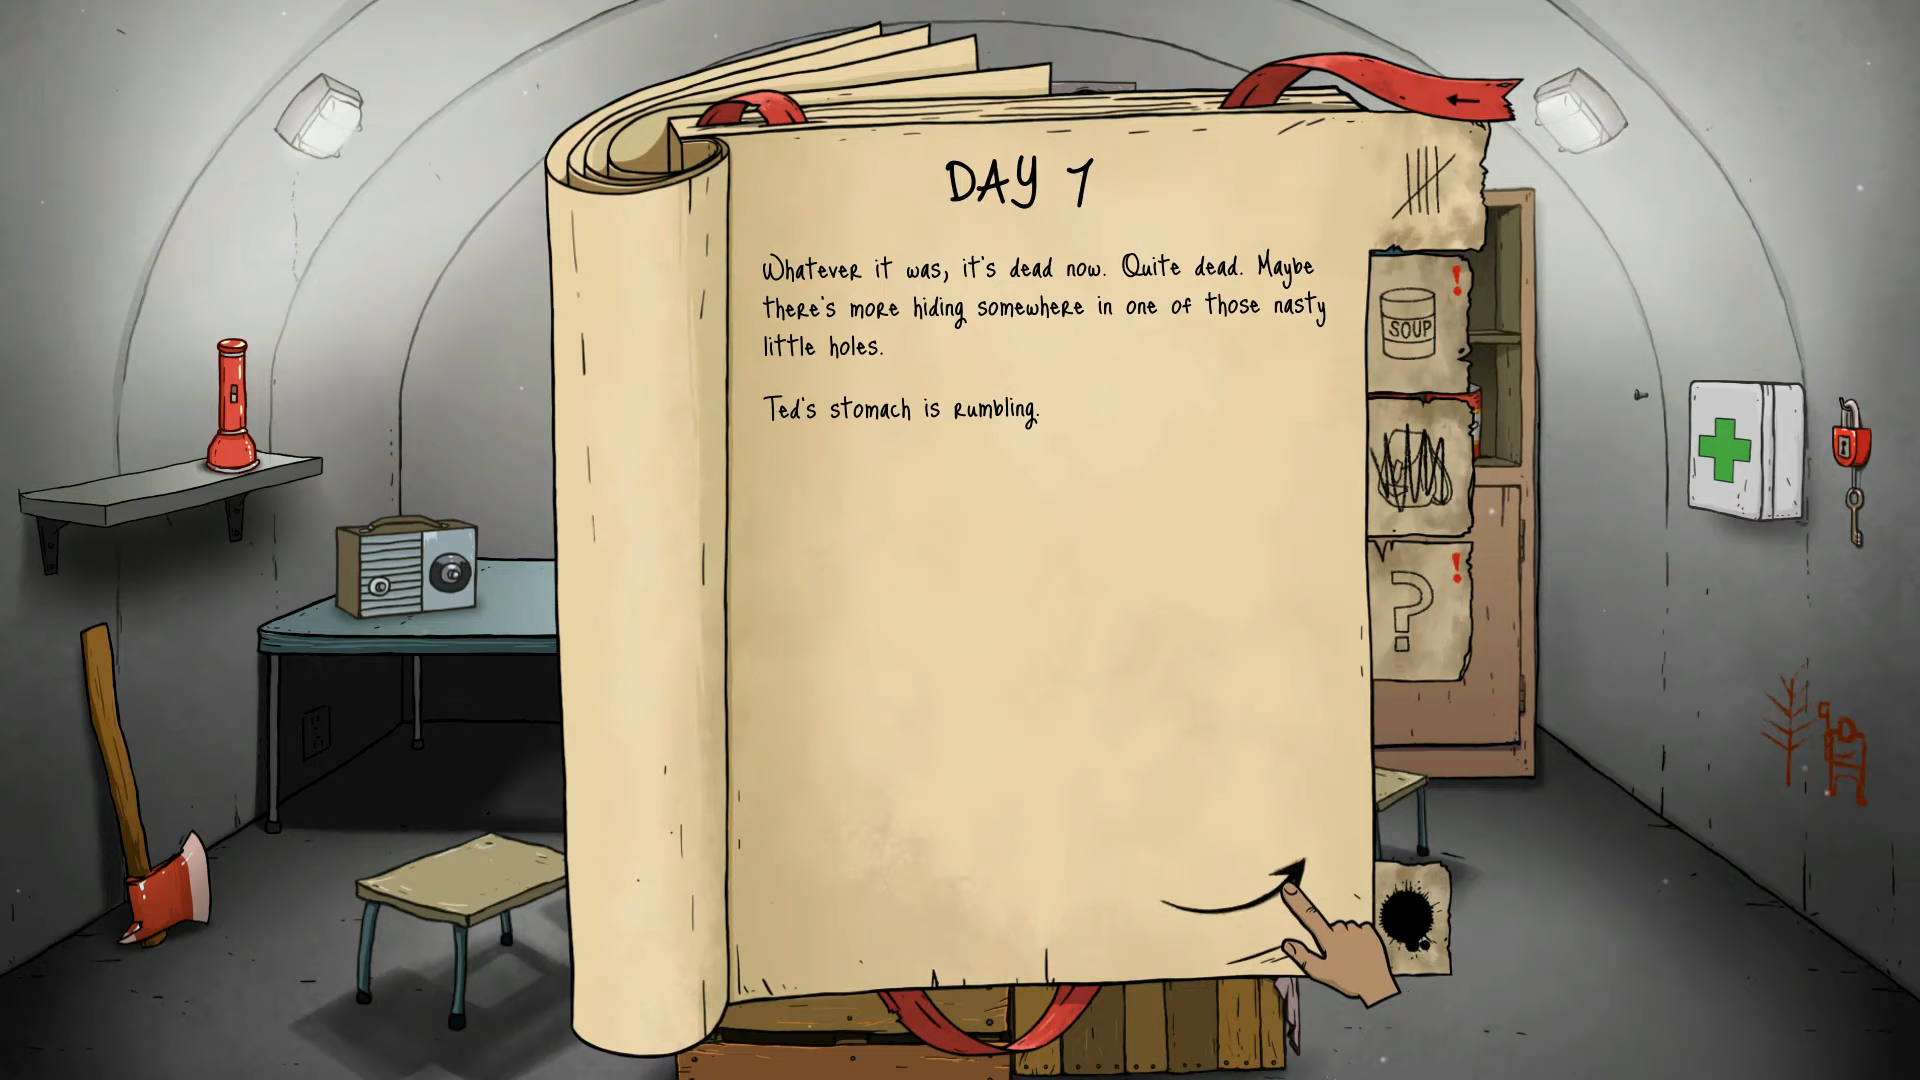 DAY 7
Whatever it was, it's dead now. Quite dead. Maybe
there's more hiding somewhere in one of those nasty
little holes.
Ted's stomach is rumbling.
!
SOUP
!
?